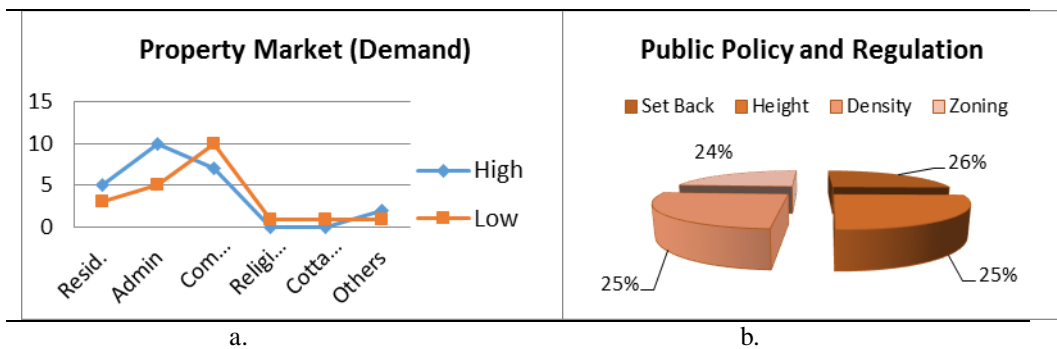 Property Market (Demand)
15
10
5
0
Resid.
Admin
Com...
Religi...
Cotta...
Others
High
Low
Public Policy and Regulation
Set Back Height Density Zoning
24%
26%
25%
25%
a. b.